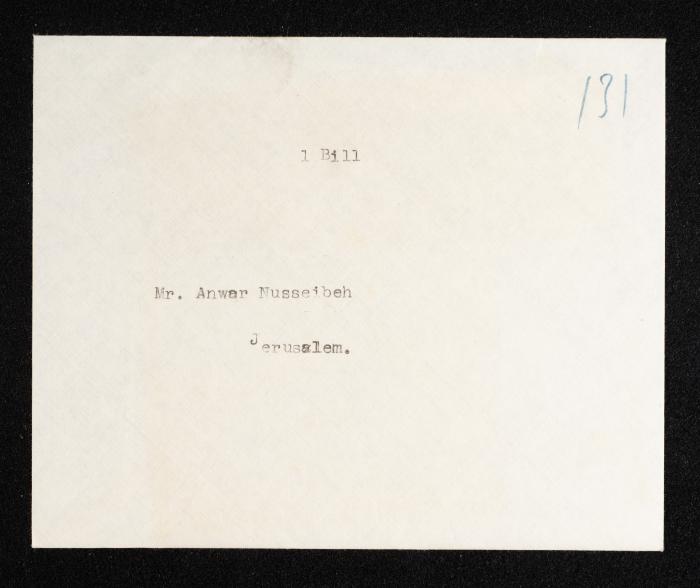 131
1 Bill
Mr. Anwar Nusseibeh
Jerusalem.